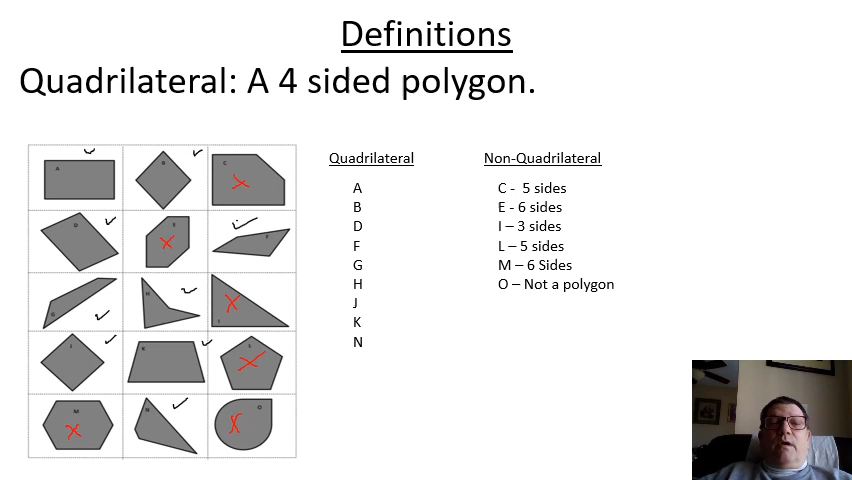 Definitions
Quadrilateral: A 4 sided polygon.
Quadrilateral
A
B
D
F
G
H
J
K
N
Non-Quadrilateral
C - 5 sides
E - 6 sides
I – 3 sides
L – 5 sides
M – 6 Sides
O – Not a polygon
A
B
C
D
E
F
G
H
I
J
K
L
M
N
O